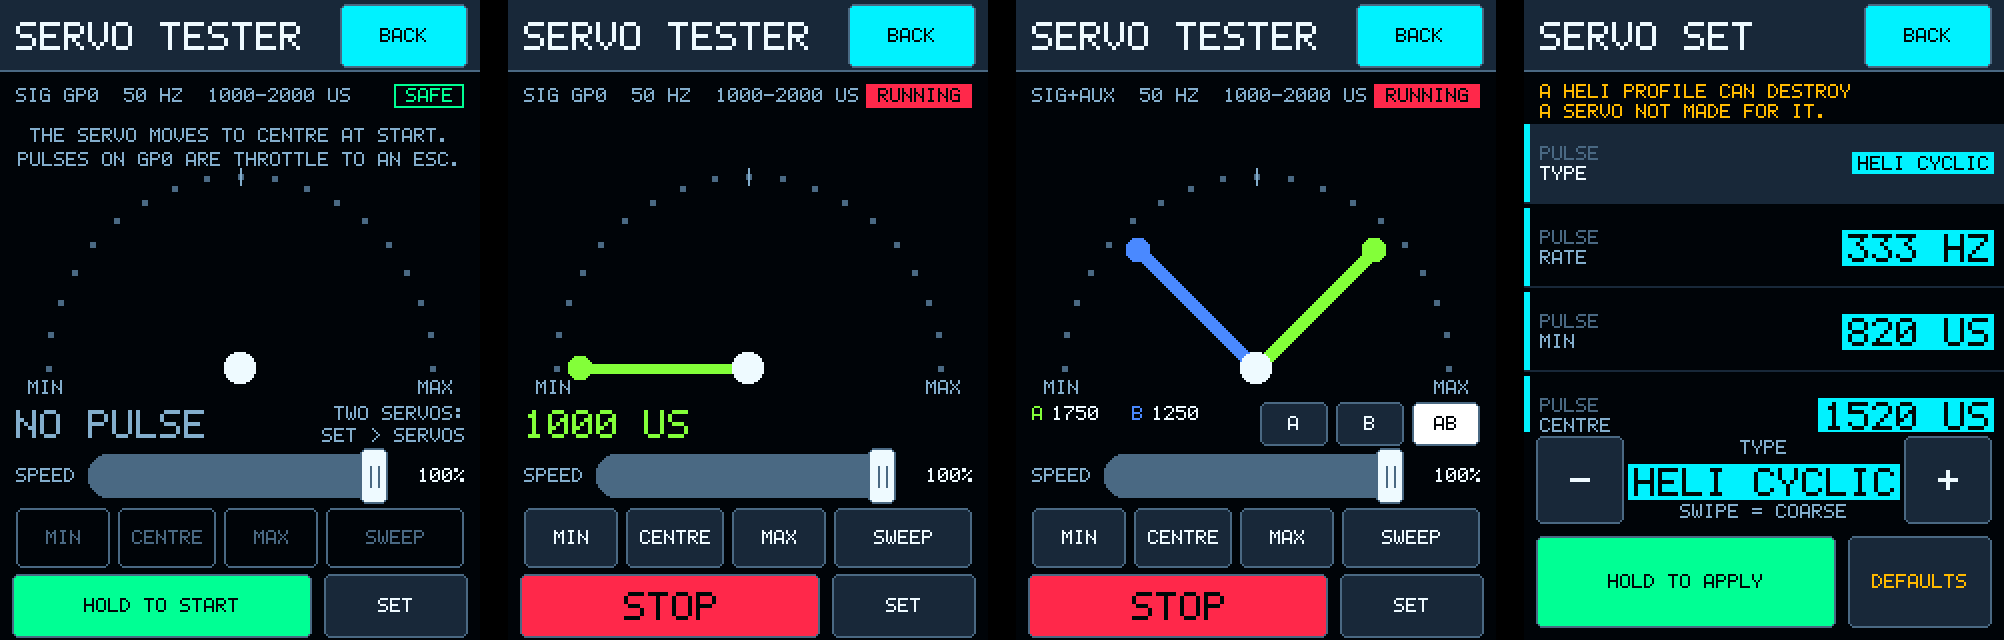 SERVO TESTER
BACK
SIG GP0 50 HZ 1000-2000 US
SAFE
THE SERVO MOVES TO CENTRE AT START.
PULSES ON GP0 ARE THROTTLE TO AN ESC.
MIN
MAX
NO PULSE
TWO SERVOS:
SET > SERVOS
SPEED
100%
MIN
CENTRE
MAX
SWEEP
HOLD TO START
SET
SERVO TESTER
BACK
SIG GP0 50 HZ 1000-2000 US
RUNNING
MIN
MAX
1000 US
SPEED
100%
MIN
CENTRE
MAX
SWEEP
STOP
SET
SERVO TESTER
BACK
SIG+AUX 50 HZ 1000-2000 US
RUNNING
MIN
MAX
A 1750
B 1250
A
B
AB
SPEED
100%
MIN
CENTRE
MAX
SWEEP
STOP
SET
SERVO SET
BACK
A HELI PROFILE CAN DESTROY
A SERVO NOT MADE FOR IT.
PULSE
TYPE
HELI CYCLIC
PULSE
RATE
333 HZ
PULSE
MIN
820 US
PULSE
CENTRE
1520 US
TYPE
−
HELI CYCLIC
+
SWIPE = COARSE
HOLD TO APPLY
DEFAULTS